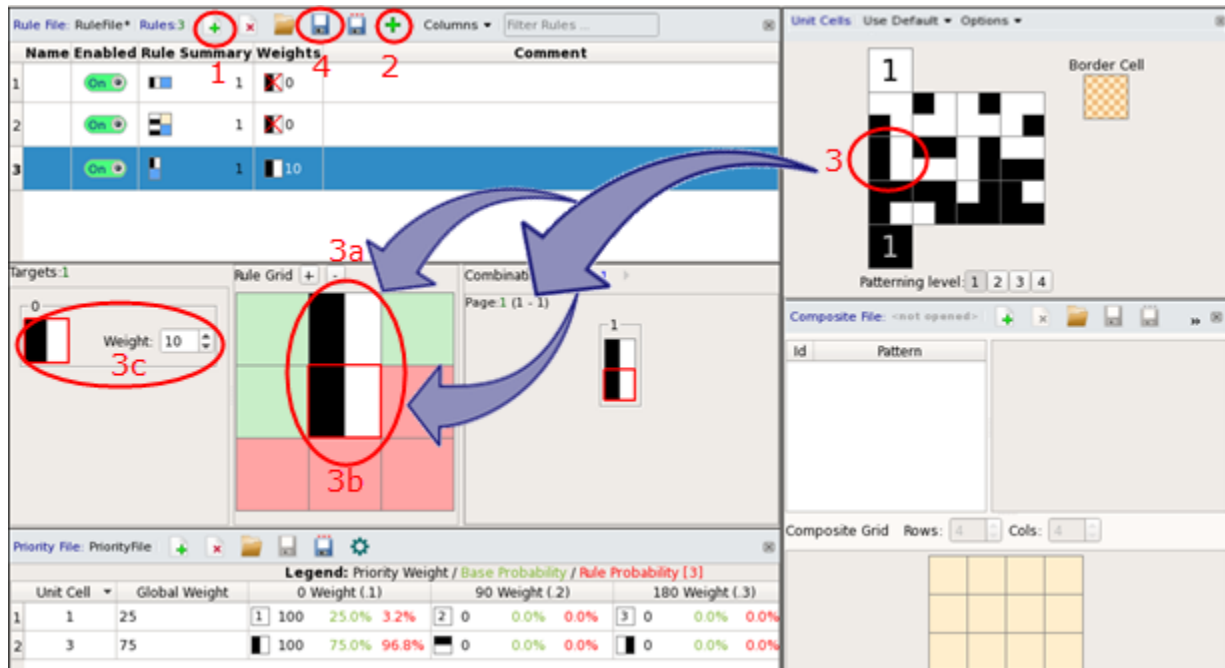 Rule File: RuleFile* Rules:3 Columns Filter Rules ...
Name Enabled Rule Summary Weights Comment
1 4 2
1 On 1 0
2 On 1 0
3 On 1 10
Unit Cells Use Default Options
1
Border Cell
3
1
Patterning level: 1 2 3 4
Targets:1
0
Weight: 10
3c
Rule Grid + -
3a
3b
Page:1 (1 - 1)
1
Composite File: <not opened> »
Id Pattern
Composite Grid Rows: 4 Cols: 4
Priority File: PriorityFile
Legend: Priority Weight / Base Probability / Rule Probability [3]
Unit Cell Global Weight 0 Weight (.1) 90 Weight (.2) 180 Weight (.3)
1 1 25 1 100 25.0% 3.2% 2 0 0.0% 0.0% 3 0 0.0% 0.0%
2 3 75 100 75.0% 96.8% 0 0.0% 0.0% 0 0.0% 0.0%